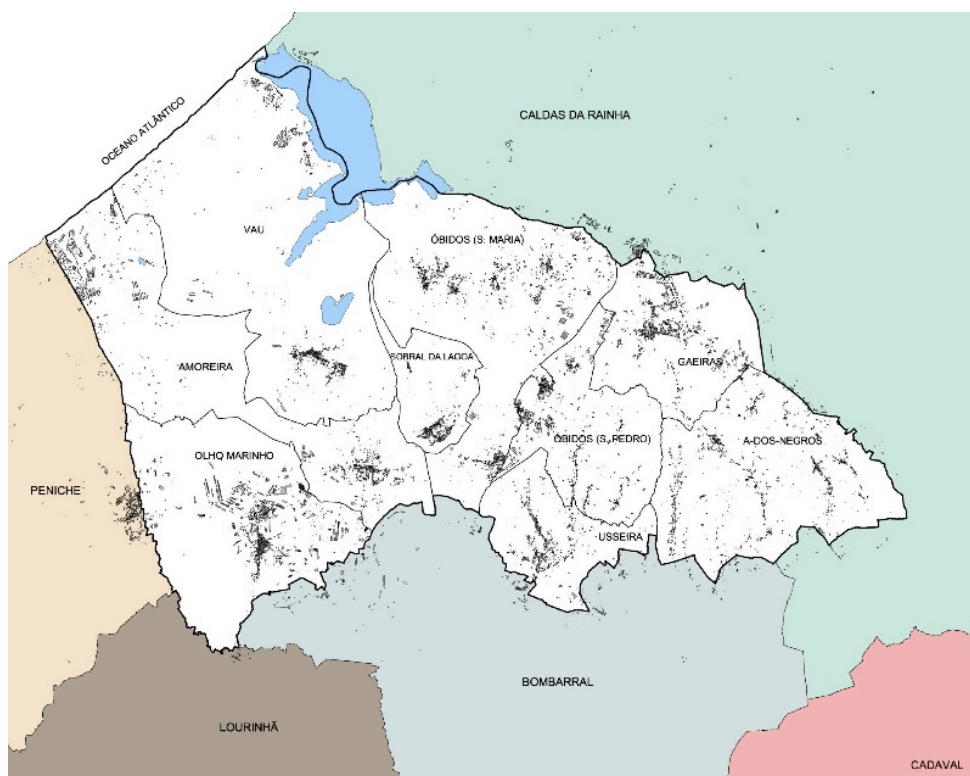 OCEANO ATLÂNTICO
CALDAS DA RAINHA
VAU
ÓBIDOS (S. MARIA)
SOBRAL DA LAGOA
AMOREIRA
GAEIRAS
ÓBIDOS (S. PEDRO)
A-DOS-NEGROS
OLHO MARINHO
PENICHE
USSEIRA
BOMBARRAL
LOURINHÃ
CADAVAL